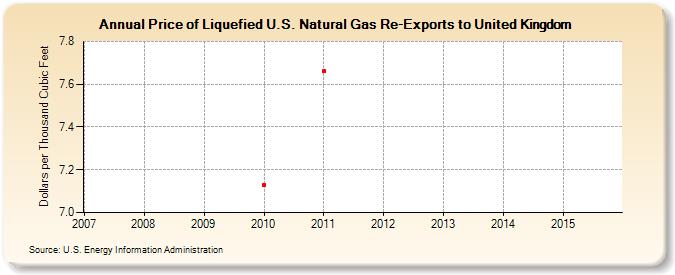 Annual Price of Liquefied U.S. Natural Gas Re-Exports to United Kingdom
Dollars per Thousand Cubic Feet
7.8
7.6
7.4
7.2
7.0
2007 2008 2009 2010 2011 2012 2013 2014 2015
Source: U.S. Energy Information Administration